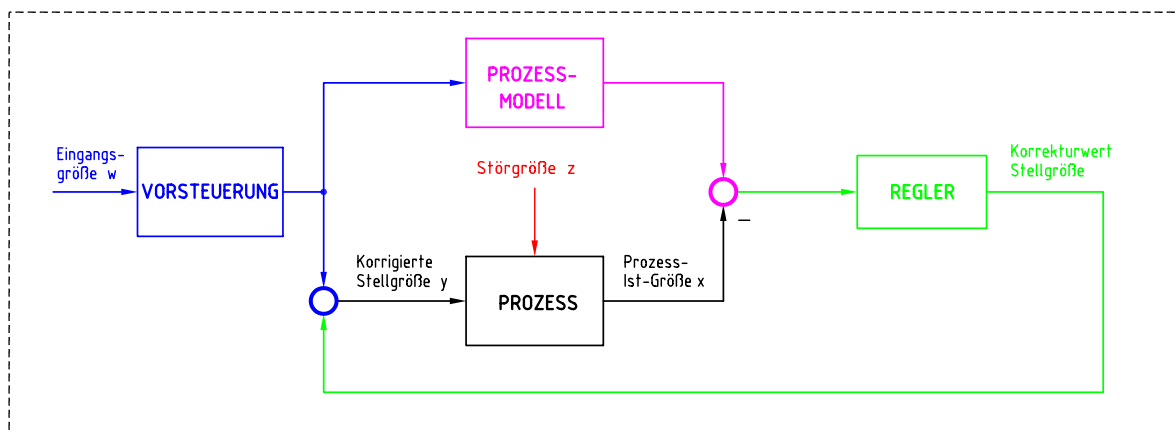 PROZESS-
MODELL
Eingangs-
größe w
VORSTEUERUNG
Störgröße z
Korrekturwert
Stellgröße
REGLER
–
Korrigierte
Stellgröße y
Prozess-
Ist-Größe x
PROZESS